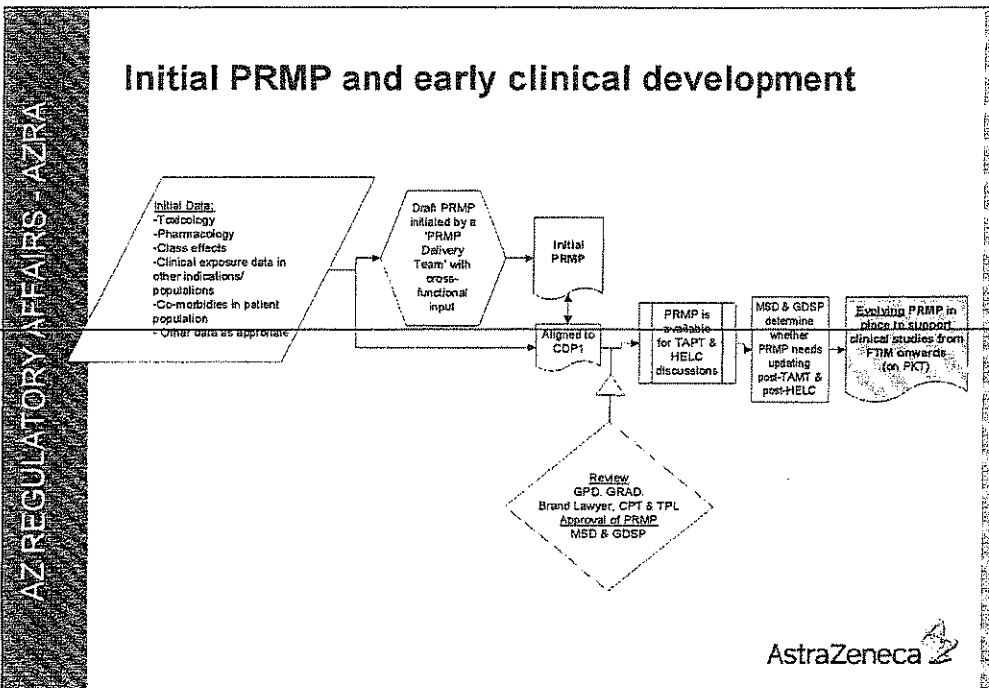 Initial PRMP and early clinical development
AZ REGULATORY AFFAIRS - AZRA
Initial Data:
-Toxicology
-Pharmacology
-Class effects
-Clinical exposure data in
other indications/
populations
-Co-morbidies in patient
population
- Other data as approriate
Draft PRMP
initiated by a
'PRMP
Delivery
Team' with
cross-
functional
input
Initial
PRMP
Aligned to
CDP1
PRMP is
available
for TAPT &
HELC
discussions
MSD & GDSP
determine
whether
PRMP needs
updating
post-TAMT &
post-HELC
Evolving PRMP in
place to support
clinical studies from
FTIM onwards
(on PKT)
Review
GPD, GRAD,
Brand Lawyer, CPT & TPL
Approval of PRMP
MSD & GDSP
AstraZeneca